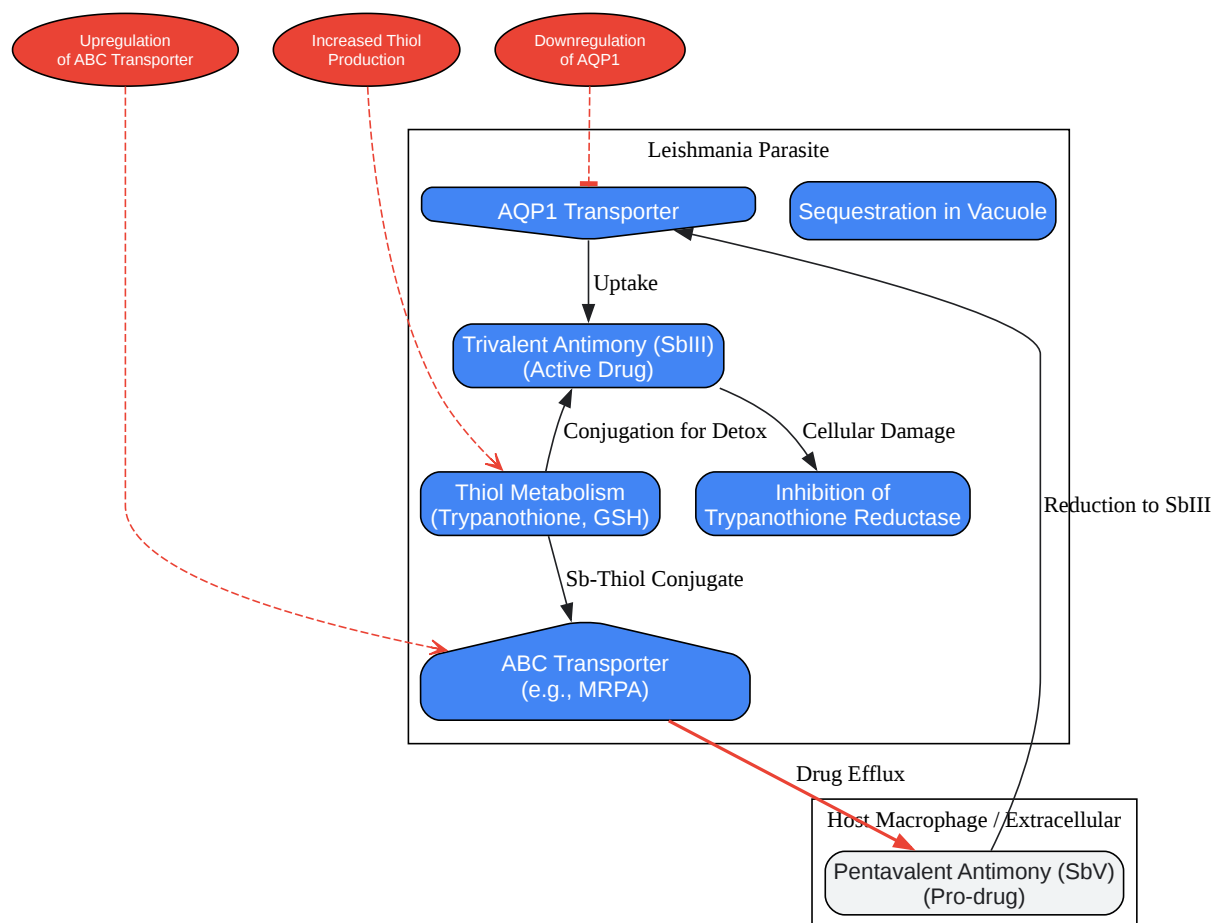 Upregulation
of ABC Transporter
Increased Thiol
Production
Downregulation
of AQP1
Leishmania Parasite
AQP1 Transporter
Sequestration in Vacuole
Uptake
Trivalent Antimony (SbIII)
(Active Drug)
Conjugation for Detox
Cellular Damage
Thiol Metabolism
(Trypanothione, GSH)
Inhibition of
Trypanothione Reductase
Reduction to SbIII
Sb-Thiol Conjugate
ABC Transporter
(e.g., MRPA)
Drug Efflux
Host Macrophage / Extracellular
Pentavalent Antimony (SbV)
(Pro-drug)